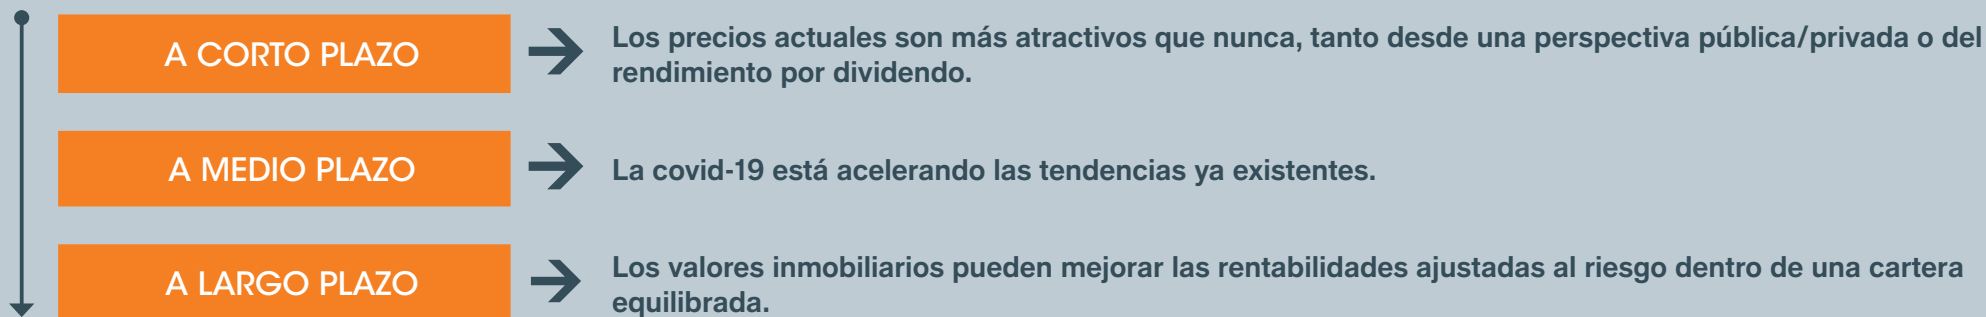 A CORTO PLAZO
Los precios actuales son más atractivos que nunca, tanto desde una perspectiva pública/privada o del
rendimiento por dividendo.
A MEDIO PLAZO
La covid-19 está acelerando las tendencias ya existentes.
A LARGO PLAZO
Los valores inmobiliarios pueden mejorar las rentabilidades ajustadas al riesgo dentro de una cartera
equilibrada.